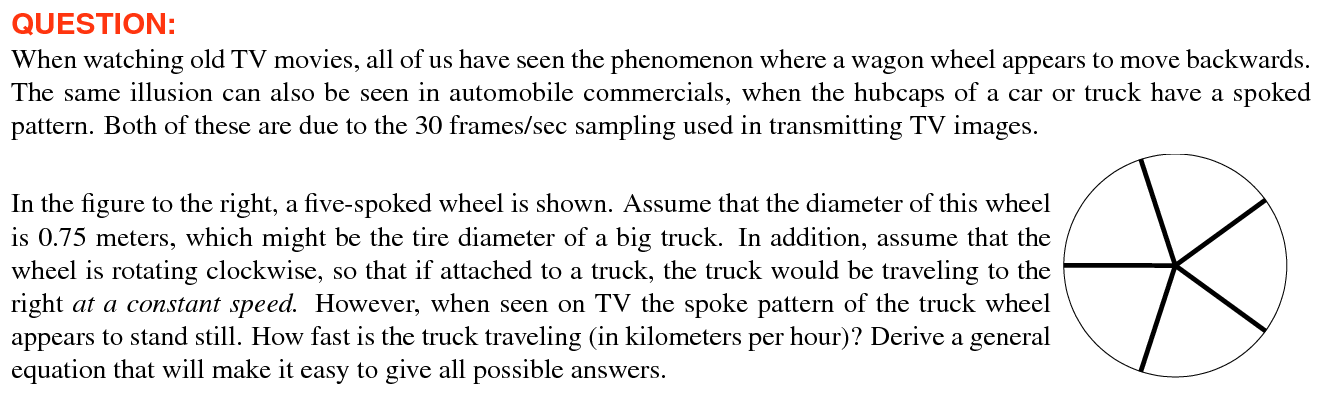 QUESTION:
When watching old TV movies, all of us have seen the phenomenon where a wagon wheel appears to move backwards.
The same illusion can also be seen in automobile commercials, when the hubcaps of a car or truck have a spoked
pattern. Both of these are due to the 30 frames/sec sampling used in transmitting TV images.
In the figure to the right, a five-spoked wheel is shown. Assume that the diameter of this wheel
is 0.75 meters, which might be the tire diameter of a big truck. In addition, assume that the
wheel is rotating clockwise, so that if attached to a truck, the truck would be traveling to the
right at a constant speed. However, when seen on TV the spoke pattern of the truck wheel
appears to stand still. How fast is the truck traveling (in kilometers per hour)? Derive a general
equation that will make it easy to give all possible answers.